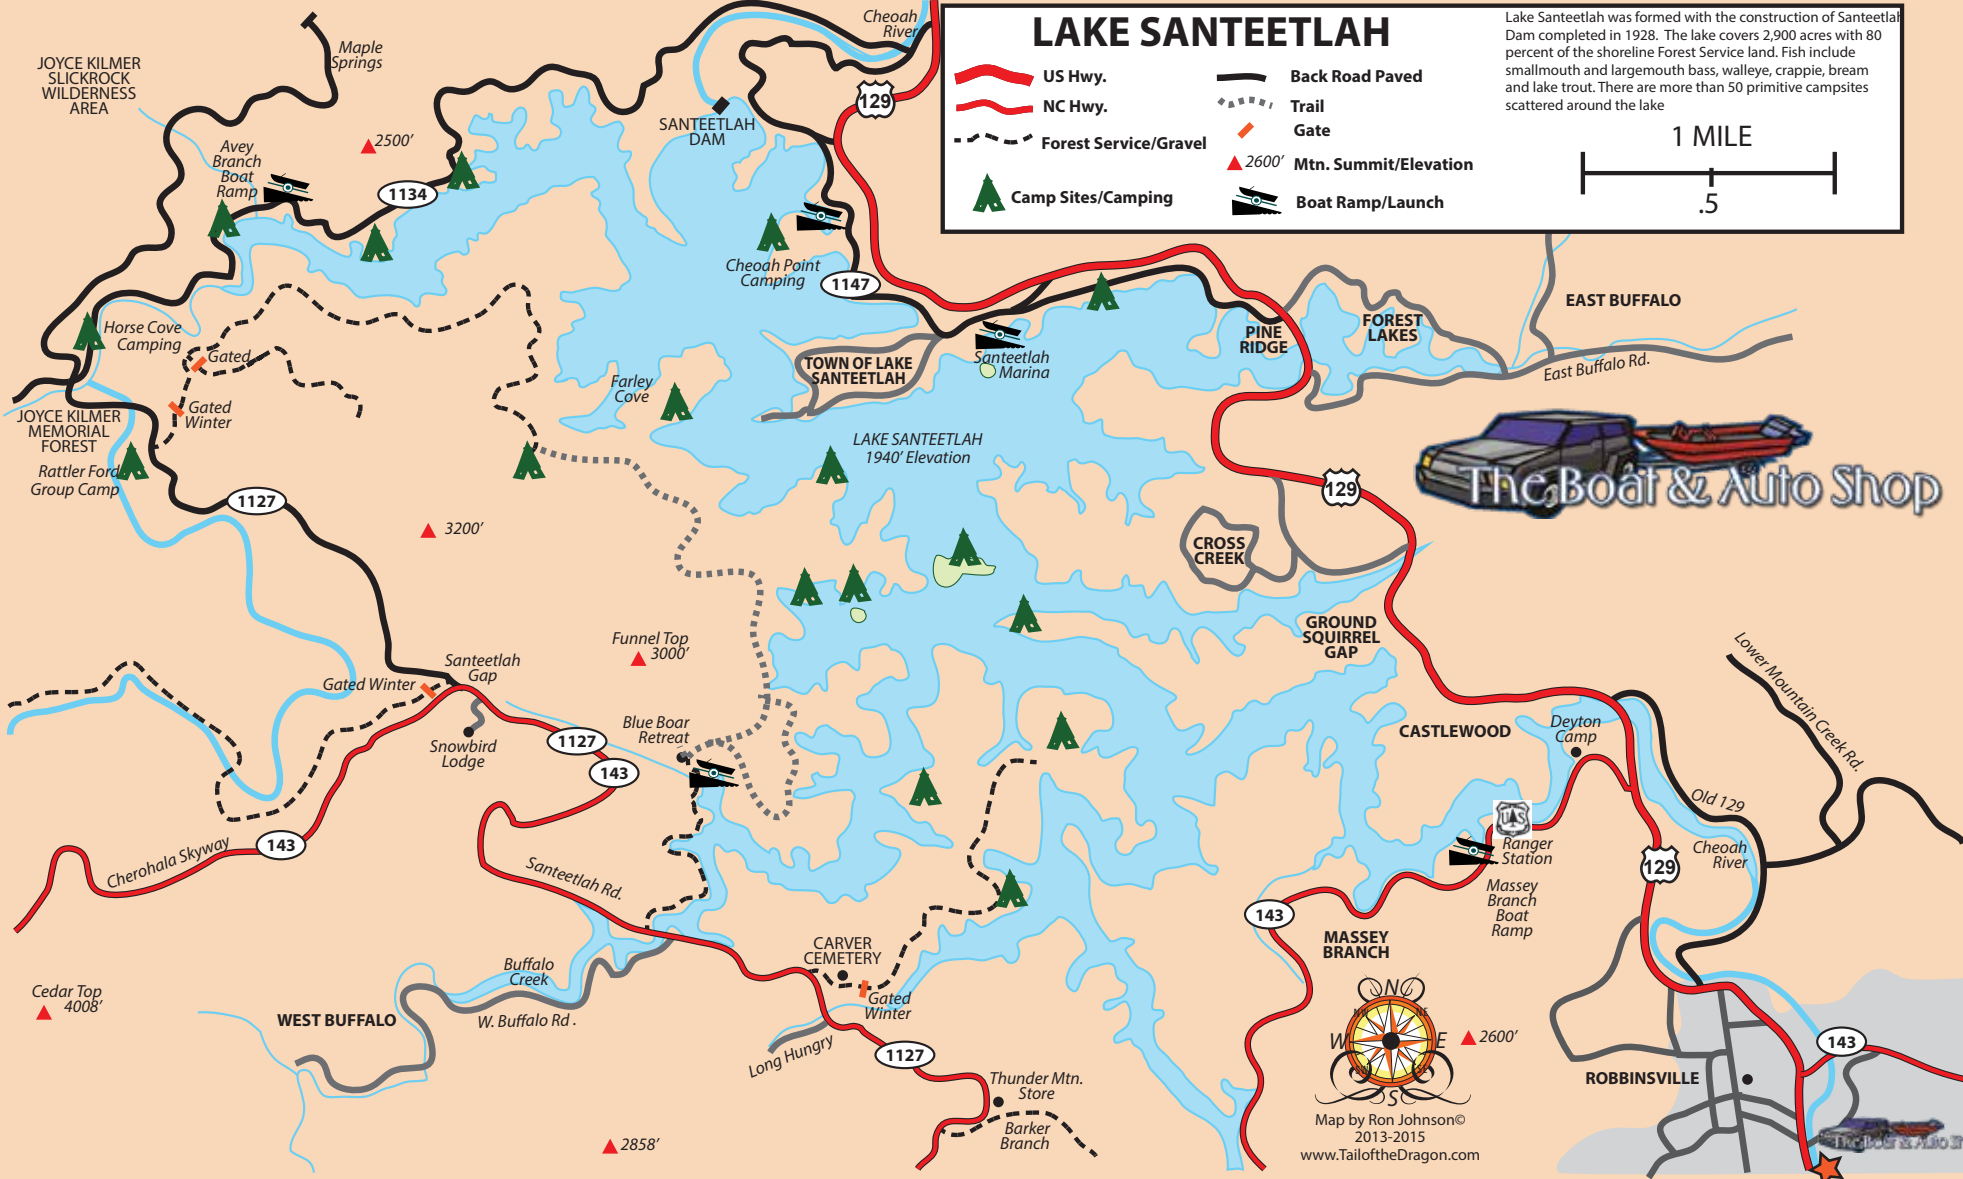 LAKE SANTEETLAH
US Hwy.
NC Hwy.
Forest Service/Gravel
Camp Sites/Camping
Back Road Paved
Trail
Gate
2600’ Mtn. Summit/Elevation
Boat Ramp/Launch
Lake Santeetlah was formed with the construction of Santeetlah
Dam completed in 1928. The lake covers 2,900 acres with 80
percent of the shoreline Forest Service land. Fish include
smallmouth and largemouth bass, walleye, crappie, bream
and lake trout. There are more than 50 primitive campsites
scattered around the lake
1 MILE
.5
Cheoah
River
129
Maple
Springs
JOYCE KILMER
SLICKROCK
WILDERNESS
AREA
2500’
Avey
Branch
Boat
Ramp
1134
SANTEETLAH
DAM
Cheoah Point
Camping
1147
Horse Cove
Camping
Gated
Gated
Winter
JOYCE KILMER
MEMORIAL
FOREST
Rattler Ford
Group Camp
1127
3200’
Farley
Cove
TOWN OF LAKE
SANTEETLAH
Santeetlah
Marina
LAKE SANTEETLAH
1940’ Elevation
PINE
RIDGE
FOREST
LAKES
EAST BUFFALO
East Buffalo Rd.
The Boat & Auto Shop
129
CROSS
CREEK
GROUND
SQUIRREL
GAP
Funnel Top
3000’
Santeetlah
Gap
Gated Winter
Snowbird
Lodge
Blue Boar
Retreat
1127
143
143
Cherohala Skyway
Santeetlah Rd.
Lower Mountain Creek Rd.
CASTLEWOOD
Deyton
Camp
Old 129
US
Ranger
Station
Cheoah
River
129
Massey
Branch
Boat
Ramp
143
MASSEY
BRANCH
CARVER
CEMETERY
Gated
Winter
Buffalo
Creek
W. Buffalo Rd .
WEST BUFFALO
Cedar Top
4008’
Long Hungry
1127
Thunder Mtn.
Store
Barker
Branch
2858’
N
NW
NE
W
E
SW
SE
S
2600’
Map by Ron Johnson©
2013-2015
www.TailoftheDragon.com
ROBBINSVILLE
143
The Boat & Auto S